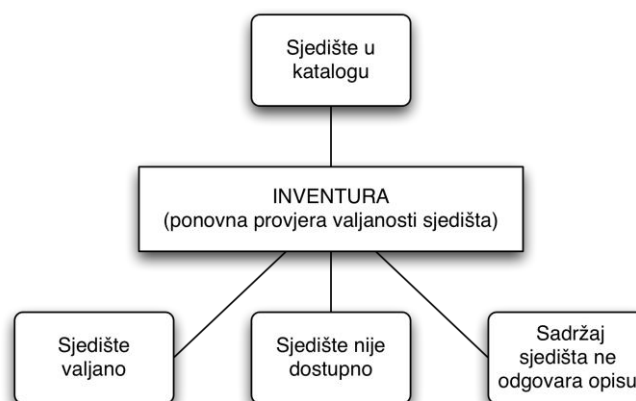 Sjedište u
katalogu
INVENTURA
(ponovna provjera valjanosti sjedišta)
Sjedište
valjano
Sjedište nije
dostupno
Sadržaj
sjedišta ne
odgovara opisu